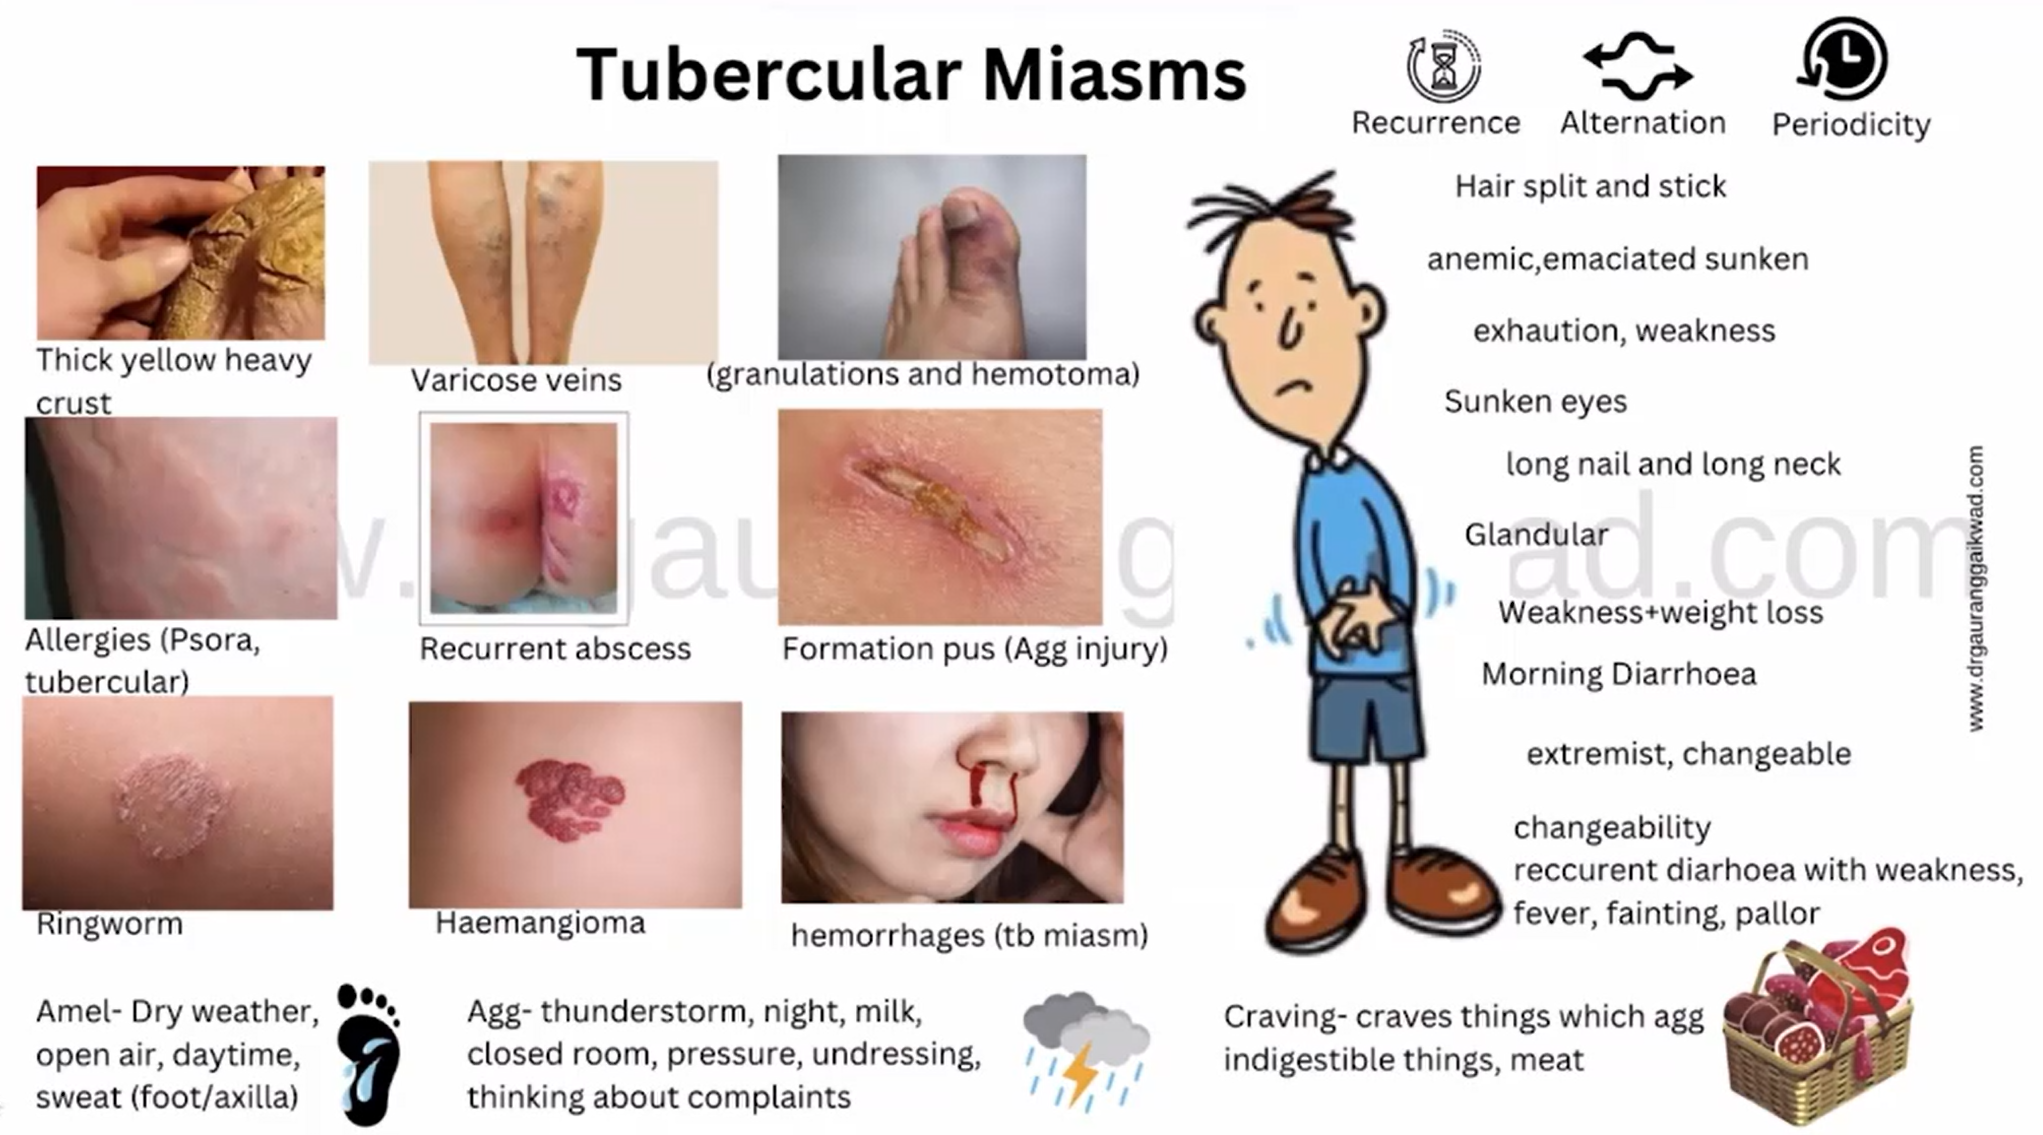 Tubercular Miasms
Recurrence
Alternation
Periodicity
Thick yellow heavy
crust
Varicose veins
(granulations and hemotoma)
Allergies (Psora,
tubercular)
Recurrent abscess
Formation pus (Agg injury)
Ringworm
Haemangioma
hemorrhages (tb miasm)
Hair split and stick
anemic,emaciated sunken
exhaution, weakness
Sunken eyes
long nail and long neck
Glandular
Weakness+weight loss
Morning Diarrhoea
extremist, changeable
changeability
reccurent diarhoea with weakness,
fever, fainting, pallor
www.drgauranggaikwad.com
Amel- Dry weather,
open air, daytime,
sweat (foot/axilla)
Agg- thunderstorm, night, milk,
closed room, pressure, undressing,
thinking about complaints
Craving- craves things which agg
indigestible things, meat